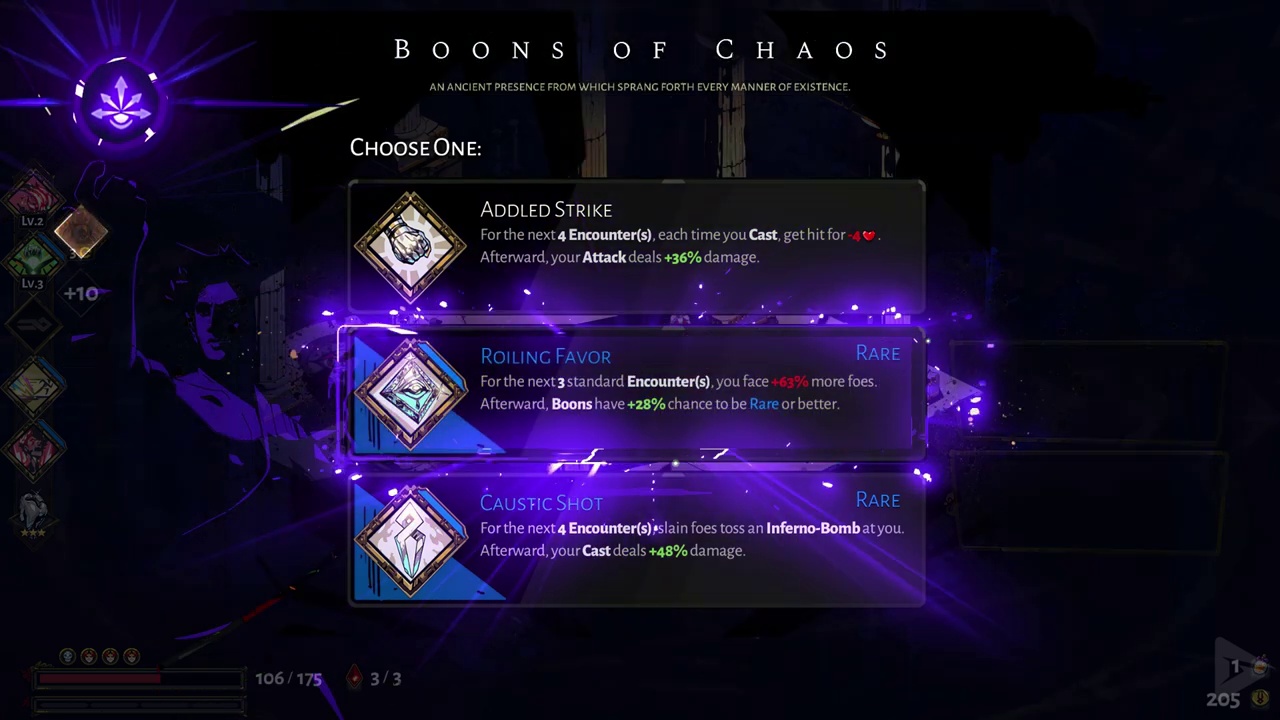 BOONS OF CHAOS
AN ANCIENT PRESENCE FROM WHICH SPRANG FORTH EVERY MANNER OF EXISTENCE.
CHOOSE ONE:
ADDLED STRIKE
For the next 4 Encounter(s), each time you Cast, get hit for -4.
Afterward, your Attack deals +36% damage.
Lv.2
Lv.3
+10
ROILING FAVOR
RARE
For the next 3 standard Encounter(s), you face +63% more foes.
Afterward, Boons have +28% chance to be Rare or better.
CAUSTIC SHOT
RARE
For the next 4 Encounter(s), slain foes toss an Inferno-Bomb at you.
Afterward, your Cast deals +48% damage.
106/175
3/3
1
205